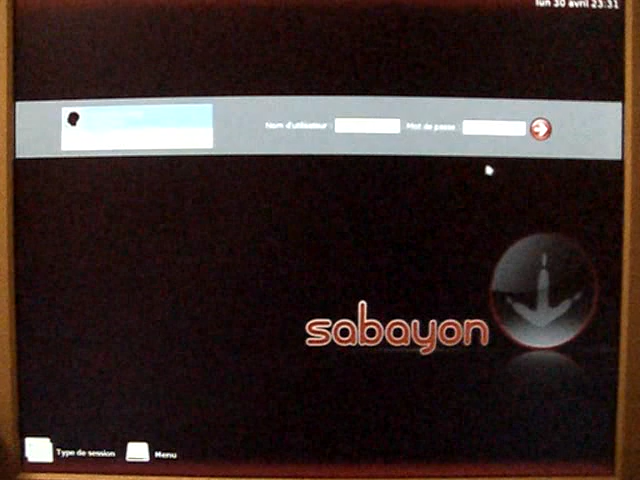 lun 30 avril 23:31
Nom d'utilisateur : Mot de passe :
sabayon
Type de session Menu